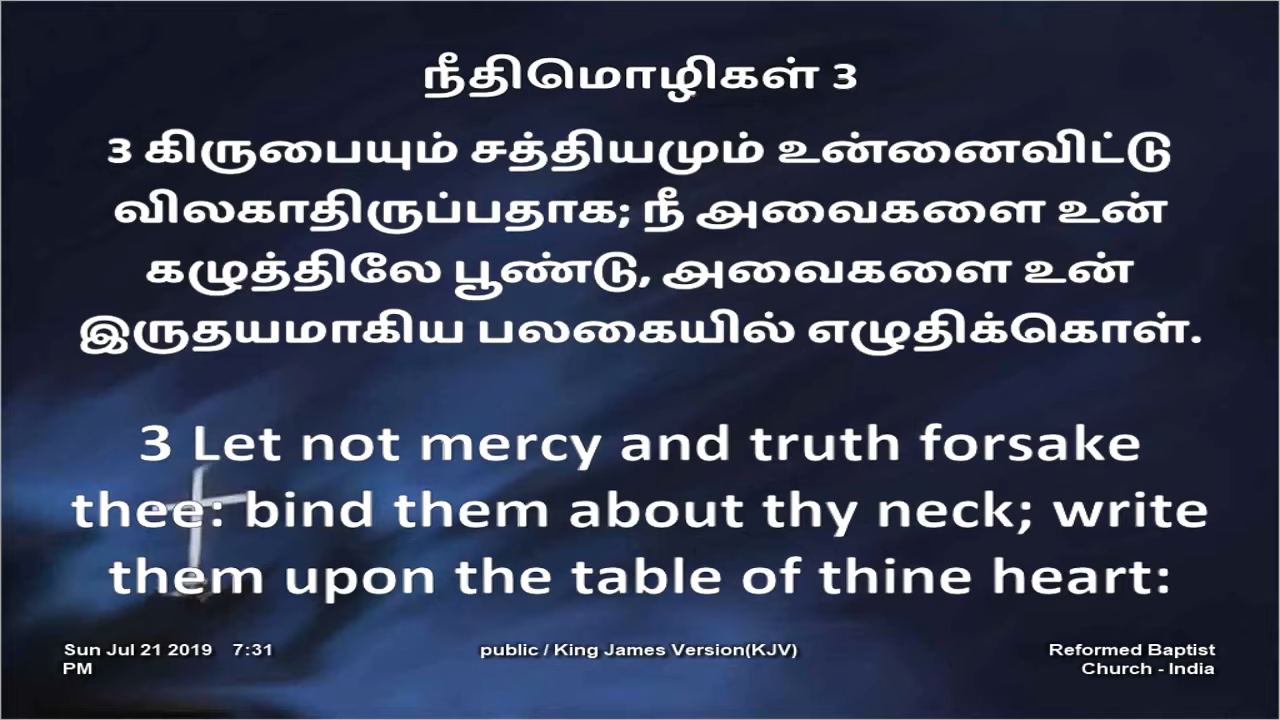 நீதிமொழிகள் 3
3 கிருபையும் சத்தியமும் உன்னைவிட்டு
விலகாதிருப்பதாக; நீ அவைகளை உன்
கழுத்திலே பூண்டு, அவைகளை உன்
இருதயமாகிய பலகையில் எழுதிக்கொள்.
3 Let not mercy and truth forsake
thee: bind them about thy neck; write
them upon the table of thine heart:
Sun Jul 21 2019 7:31
PM
public / King James Version(KJV)
Reformed Baptist
Church - India